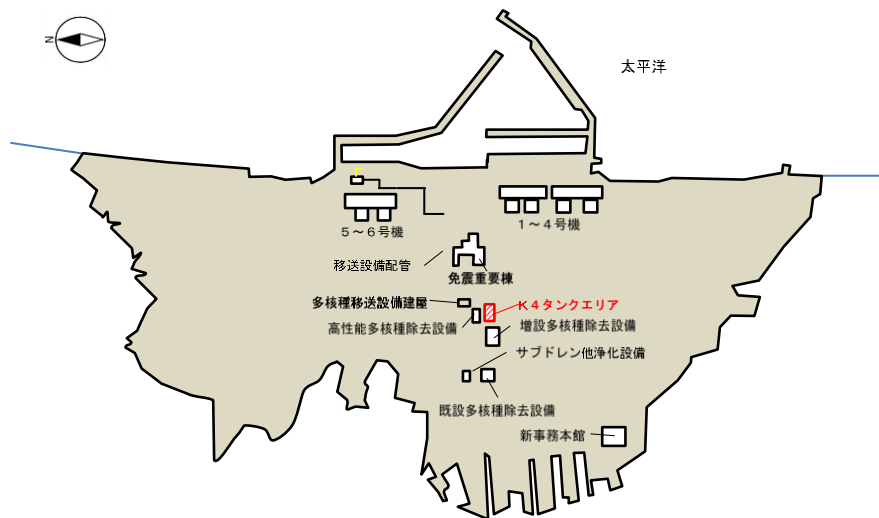 N
太平洋
5～6号機
1～4号機
移送設備配管
免震重要棟
多核種移送設備建屋
K4タンクエリア
高性能多核種除去設備
増設多核種除去設備
サブドレン他浄化設備
既設多核種除去設備
新事務本館